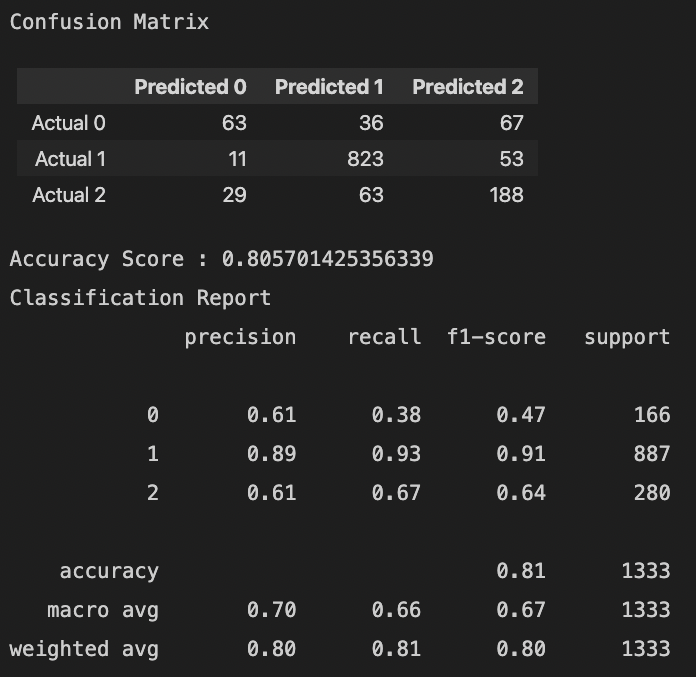 Confusion Matrix
Predicted 0 Predicted 1 Predicted 2
Actual 0 63 36 67
Actual 1 11 823 53
Actual 2 29 63 188
Accuracy Score : 0.805701425356339
Classification Report
precision recall f1-score support
0 0.61 0.38 0.47 166
1 0.89 0.93 0.91 887
2 0.61 0.67 0.64 280
accuracy 0.81 1333
macro avg 0.70 0.66 0.67 1333
weighted avg 0.80 0.81 0.80 1333